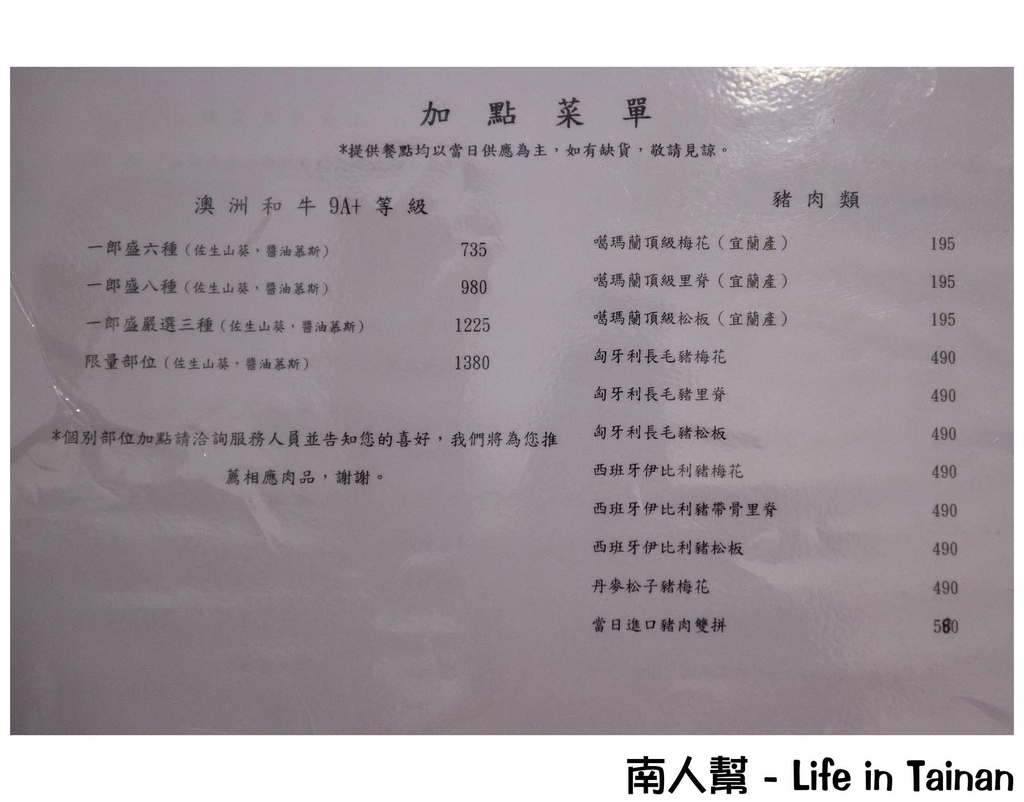 加點菜單
*提供餐點均以當日供應為主，如有缺貨，敬請見諒。
澳洲和牛 9A+ 等級
一郎盛六種（佐生山葵，醬油慕斯） 735
一郎盛八種（佐生山葵，醬油慕斯） 980
一郎盛嚴選三種（佐生山葵，醬油慕斯） 1225
限量部位（佐生山葵，醬油慕斯） 1380
*個別部位加點請洽詢服務人員並告知您的喜好，我們將為您推
薦相應肉品，謝謝。
豬肉類
噶瑪蘭頂級梅花（宜蘭產） 195
噶瑪蘭頂級里脊（宜蘭產） 195
噶瑪蘭頂級松板（宜蘭產） 195
匈牙利長毛豬梅花 490
匈牙利長毛豬里脊 490
匈牙利長毛豬松板 490
西班牙伊比利豬梅花 490
西班牙伊比利豬帶骨里脊 490
西班牙伊比利豬松板 490
丹麥松子豬梅花 490
當日進口豬肉雙拼
南人幫 - Life in Tainan